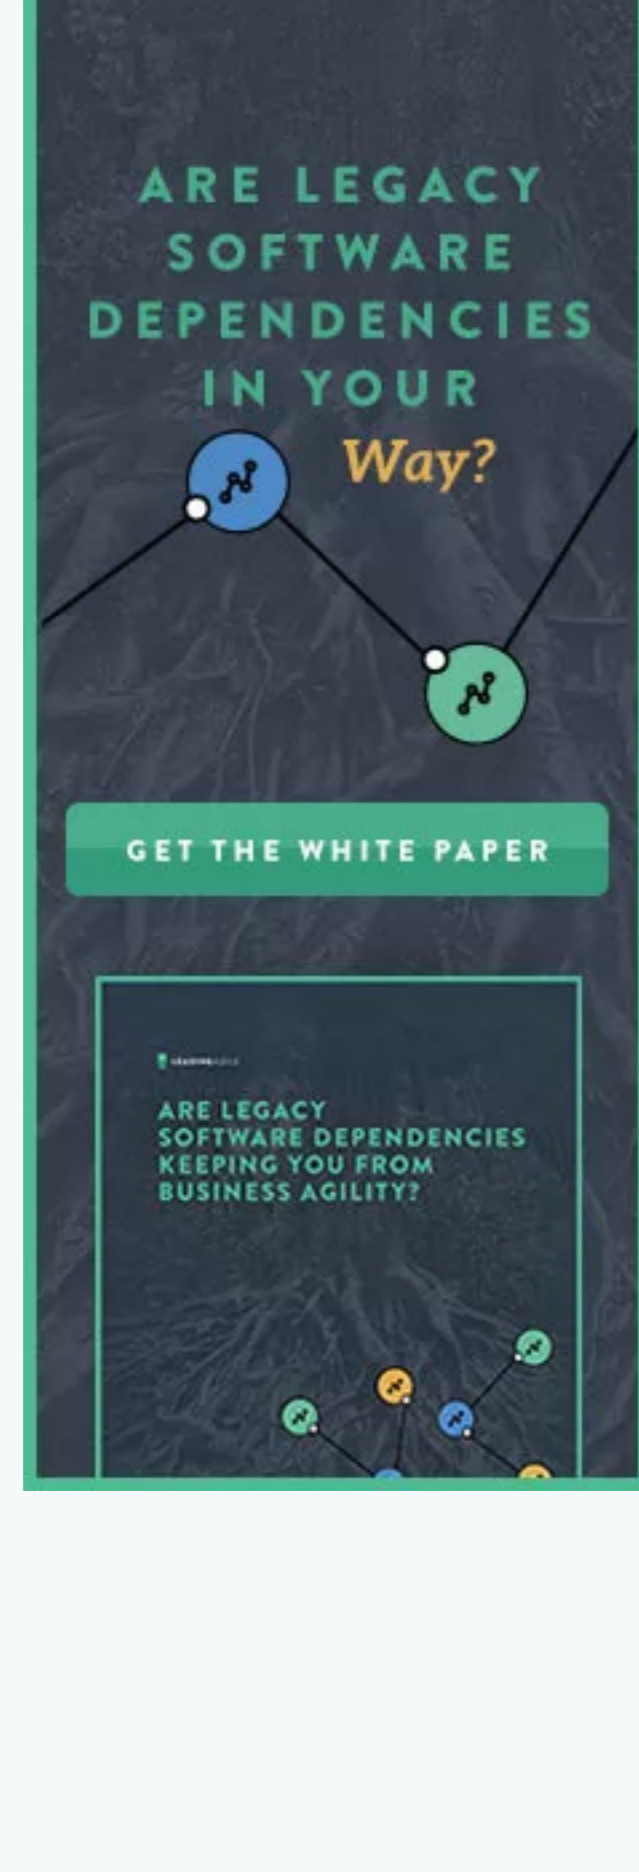 ARE LEGACY
SOFTWARE
DEPENDENCIES
IN YOUR
Way?
GET THE WHITE PAPER
ARE LEGACY
SOFTWARE DEPENDENCIES
KEEPING YOU FROM
BUSINESS AGILITY?